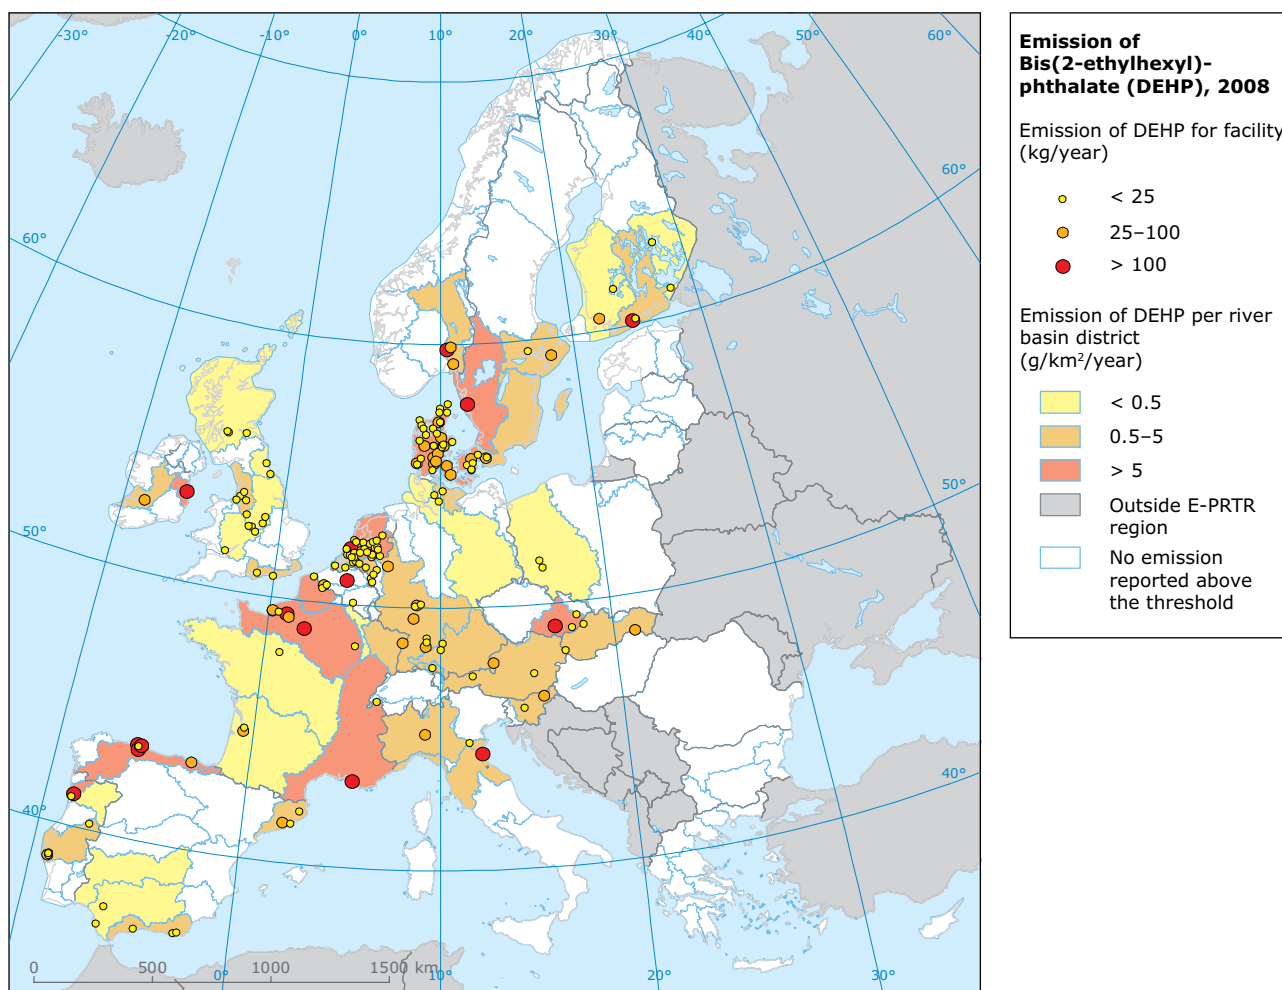 -30°
-20°
-10°
0°
10°
20°
30°
40°
50°
60°
60°
60°
50°
50°
40°
40°
0
500
1000
1500 km
0°
10°
20°
30°
Emission of
Bis(2-ethylhexyl)-
phthalate (DEHP), 2008
Emission of DEHP for facility
(kg/year)
< 25
25–100
> 100
Emission of DEHP per river
basin district
(g/km²/year)
< 0.5
0.5–5
> 5
Outside E-PRTR
region
No emission
reported above
the threshold